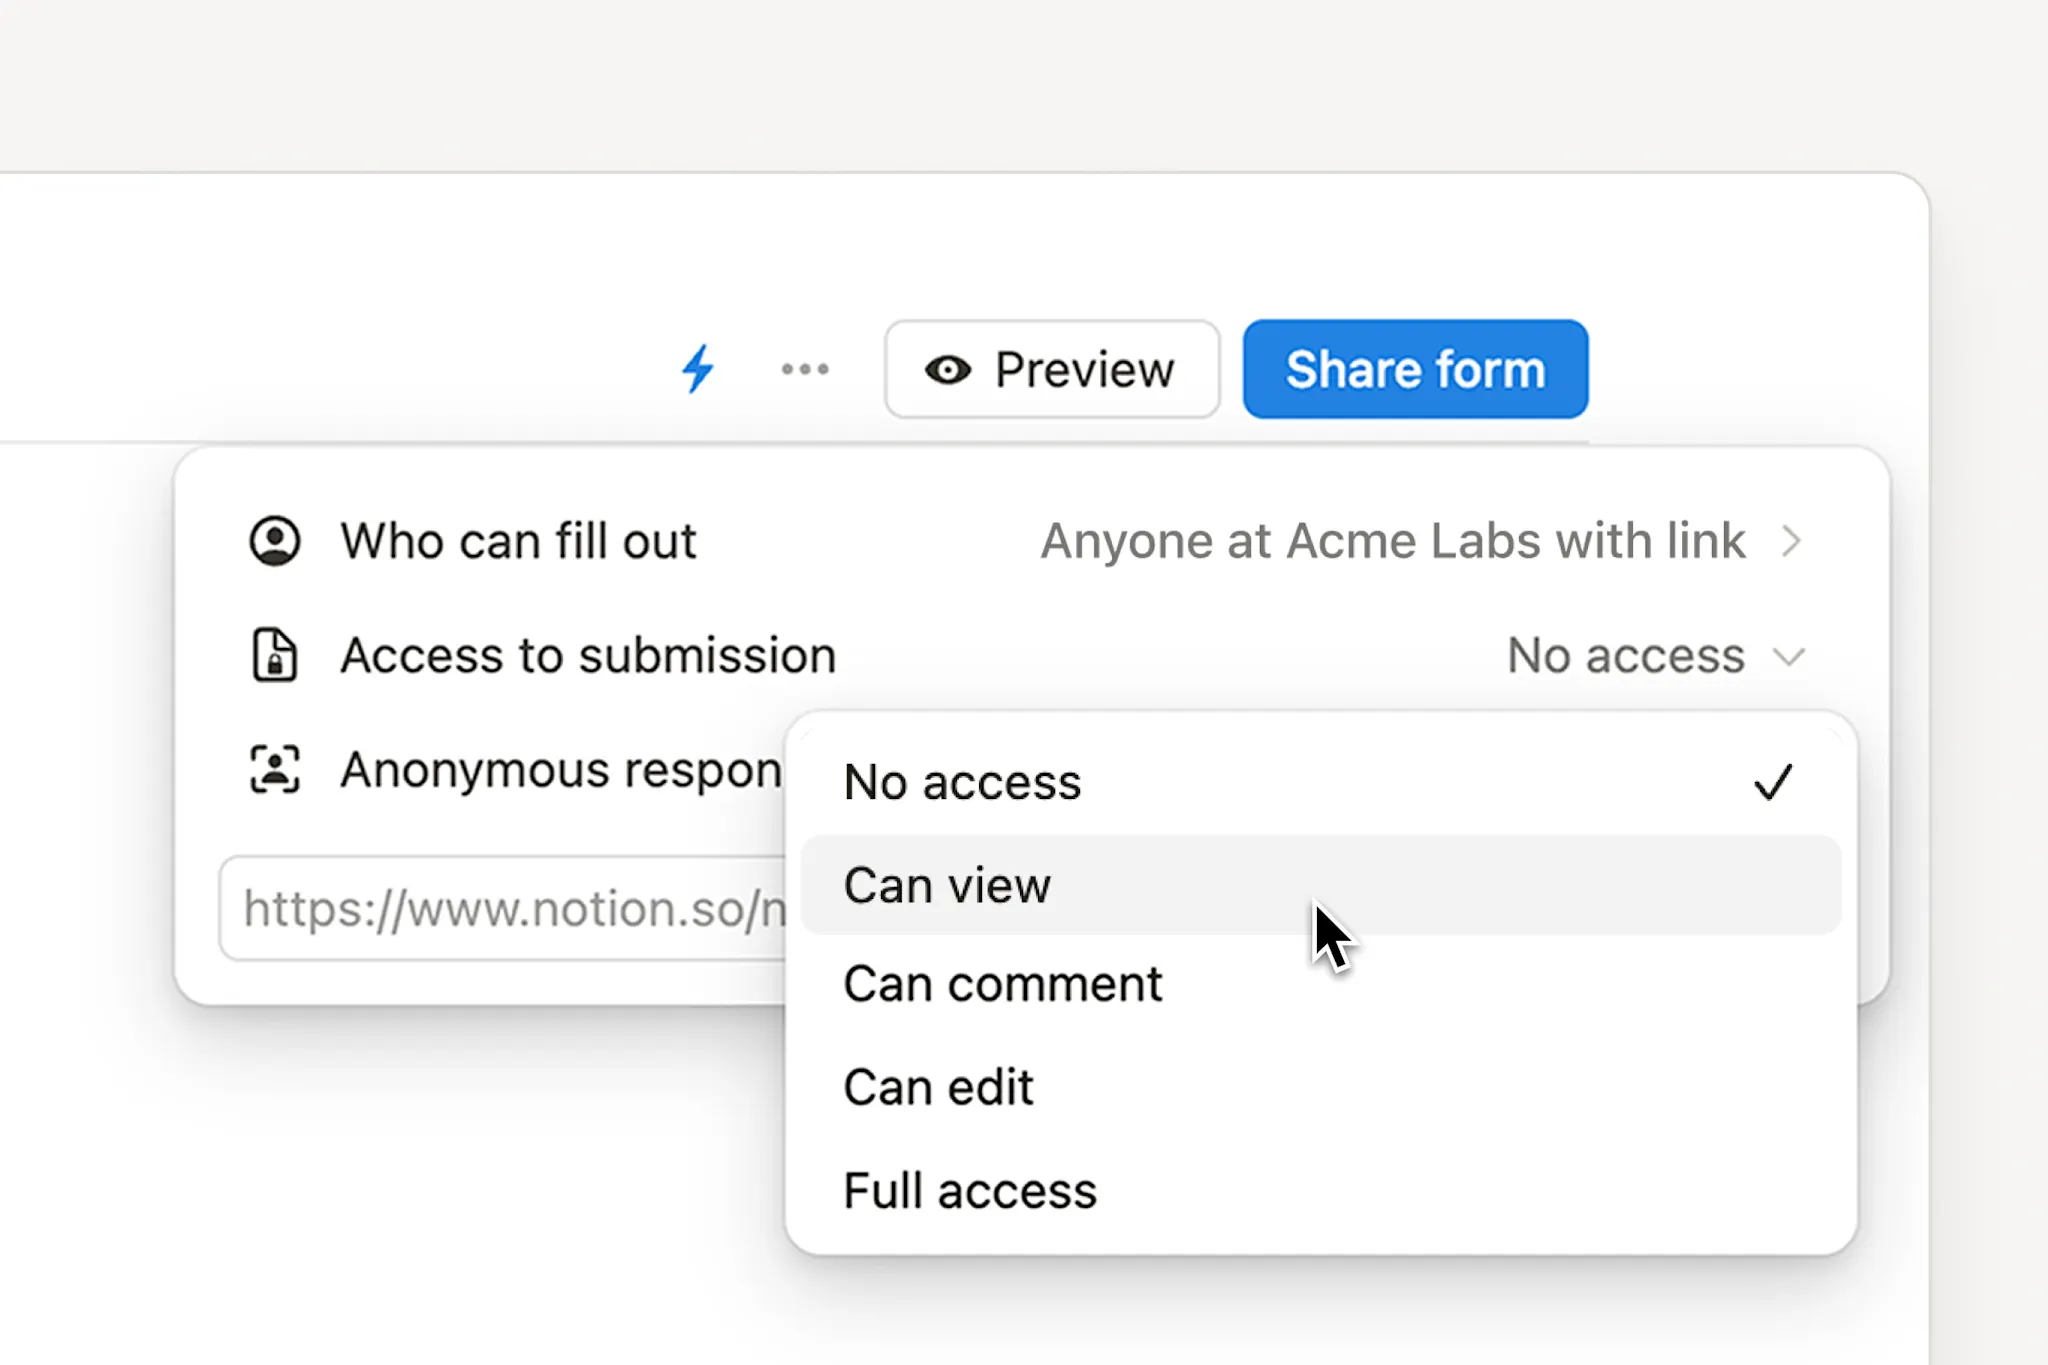 Preview
Share form
Who can fill out
Anyone at Acme Labs with link
Access to submission
No access
Anonymous respon
No access
Can view
https://www.notion.so/n
Can comment
Can edit
Full access